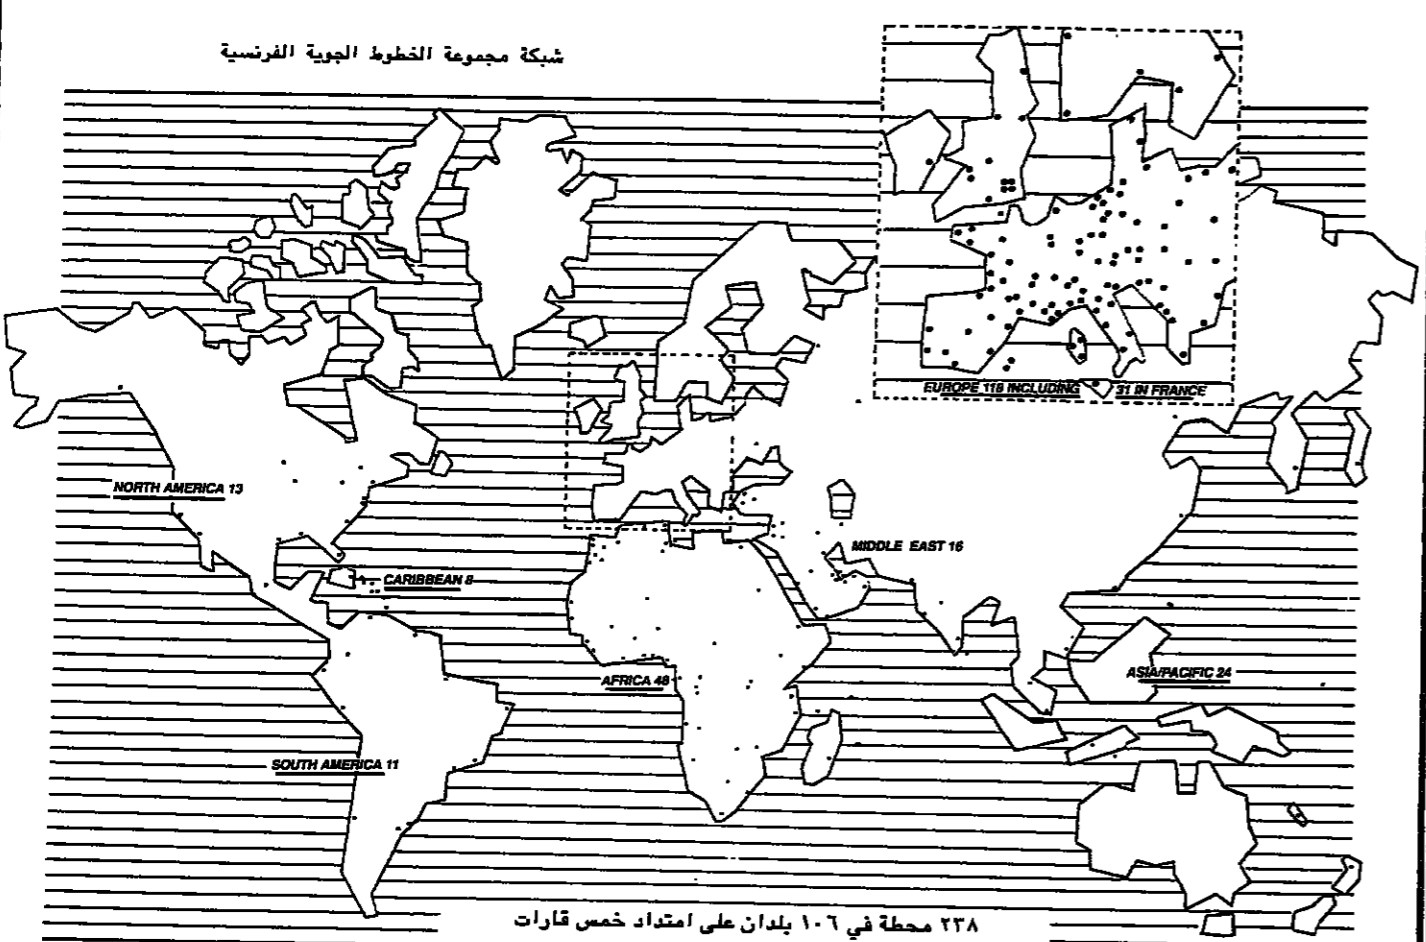 شبكة مجموعة الخطوط الجوية الفرنسية
EUROPE 118 INCLUDING 31 IN FRANCE
NORTH AMERICA 13
MIDDLE EAST 16
CARIBBEAN 8
AFRICA 48
ASIA/PACIFIC 24
SOUTH AMERICA 11
٢٣٨ محطة في ١٠٦ بلدان على امتداد خمس قارات